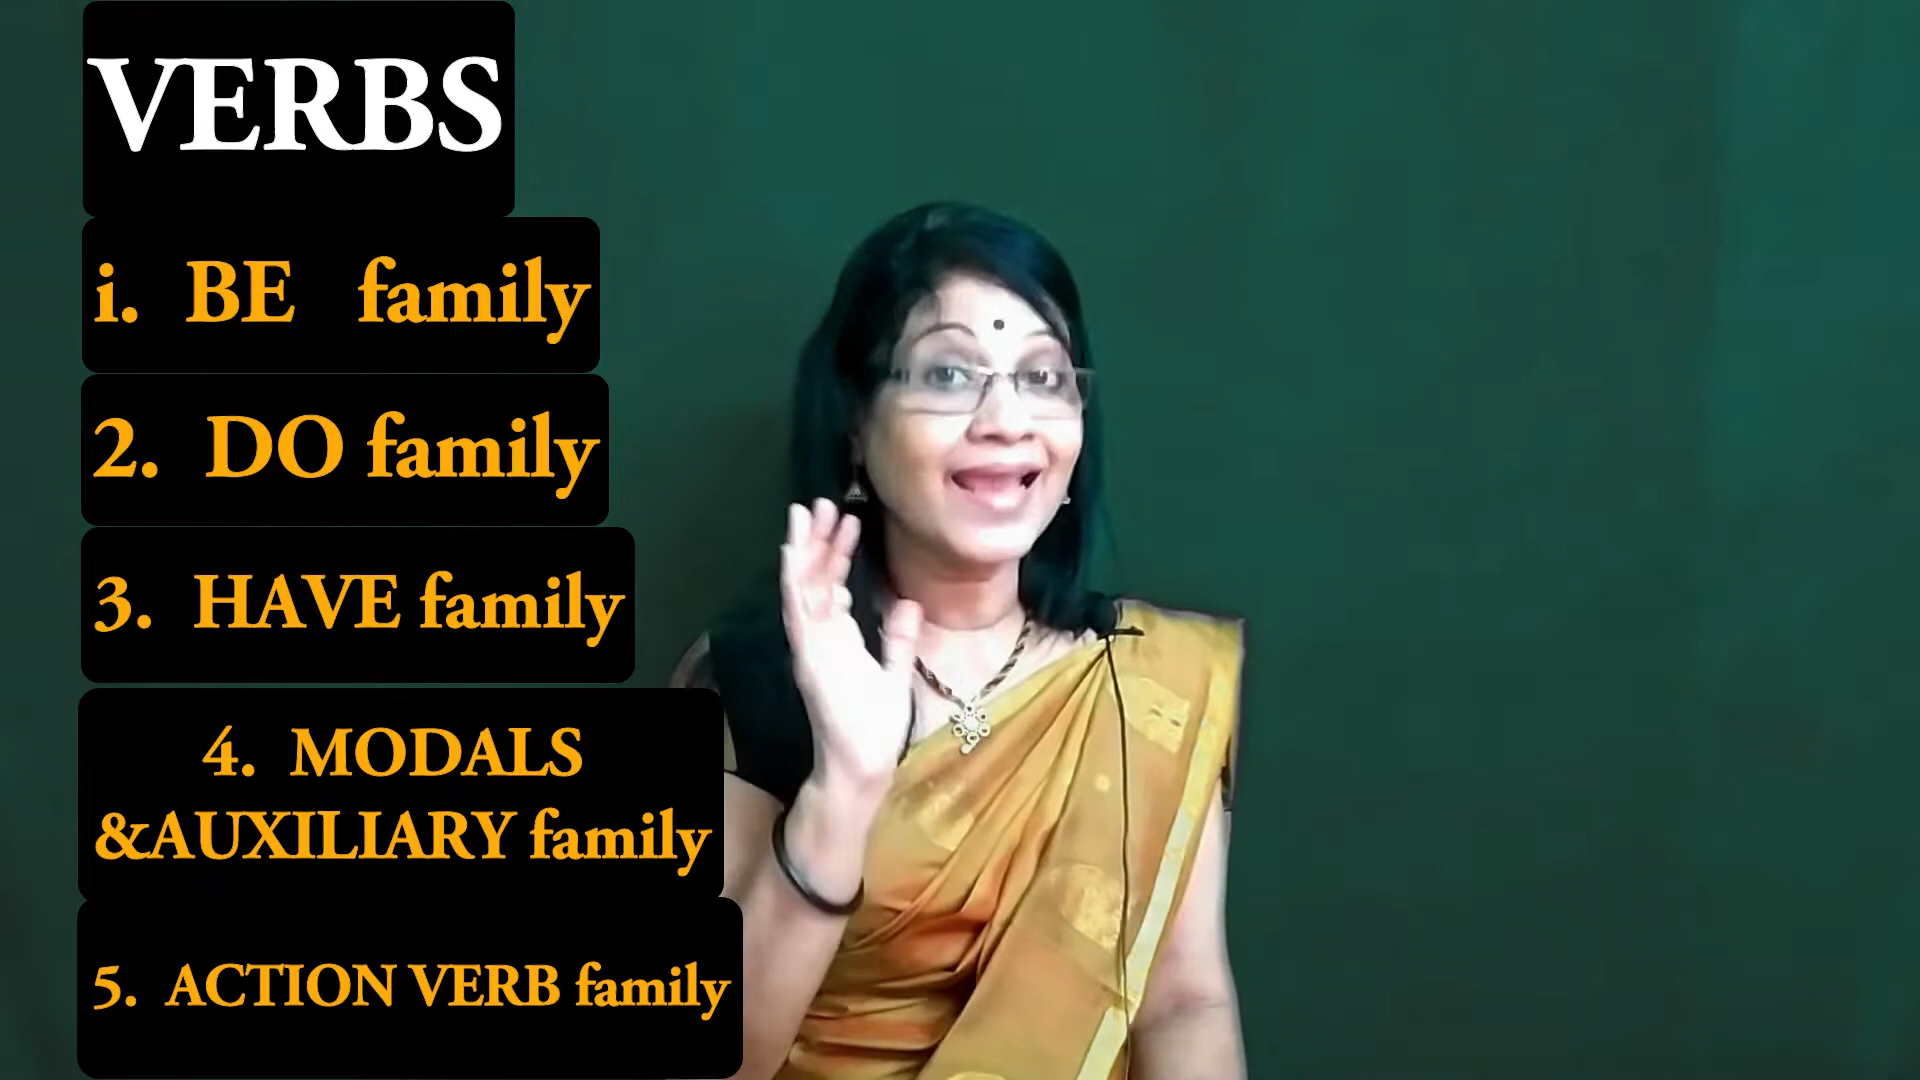 VERBS
i. BE family
2. DO family
3. HAVE family
4. MODALS
&AUXILIARY family
5. ACTION VERB family